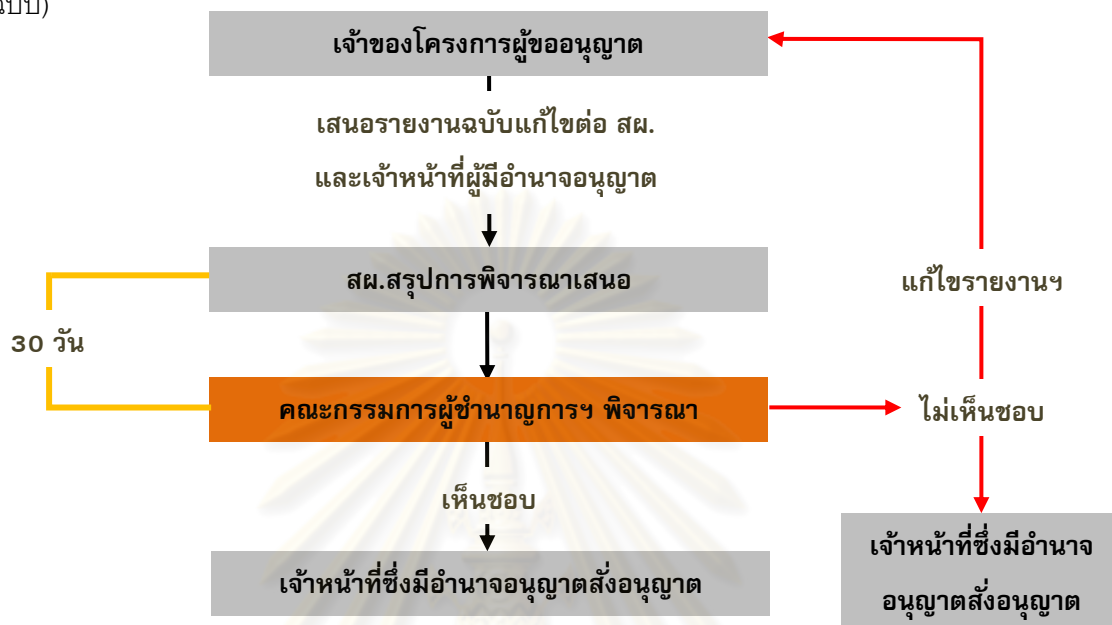 ฉบับ)
เจ้าของโครงการผู้ขออนุญาต
เสนอรายงานฉบับแก้ไขต่อ สผ.
และเจ้าหน้าที่ผู้มีอำนาจอนุญาต
สผ.สรุปการพิจารณาเสนอ
แก้ไขรายงานฯ
30 วัน
คณะกรรมการผู้ชำนาญการฯ พิจารณา
ไม่เห็นชอบ
เห็นชอบ
เจ้าหน้าที่ซึ่งมีอำนาจอนุญาตสั่งอนุญาต
เจ้าหน้าที่ซึ่งมีอำนาจ
อนุญาตสั่งอนุญาต